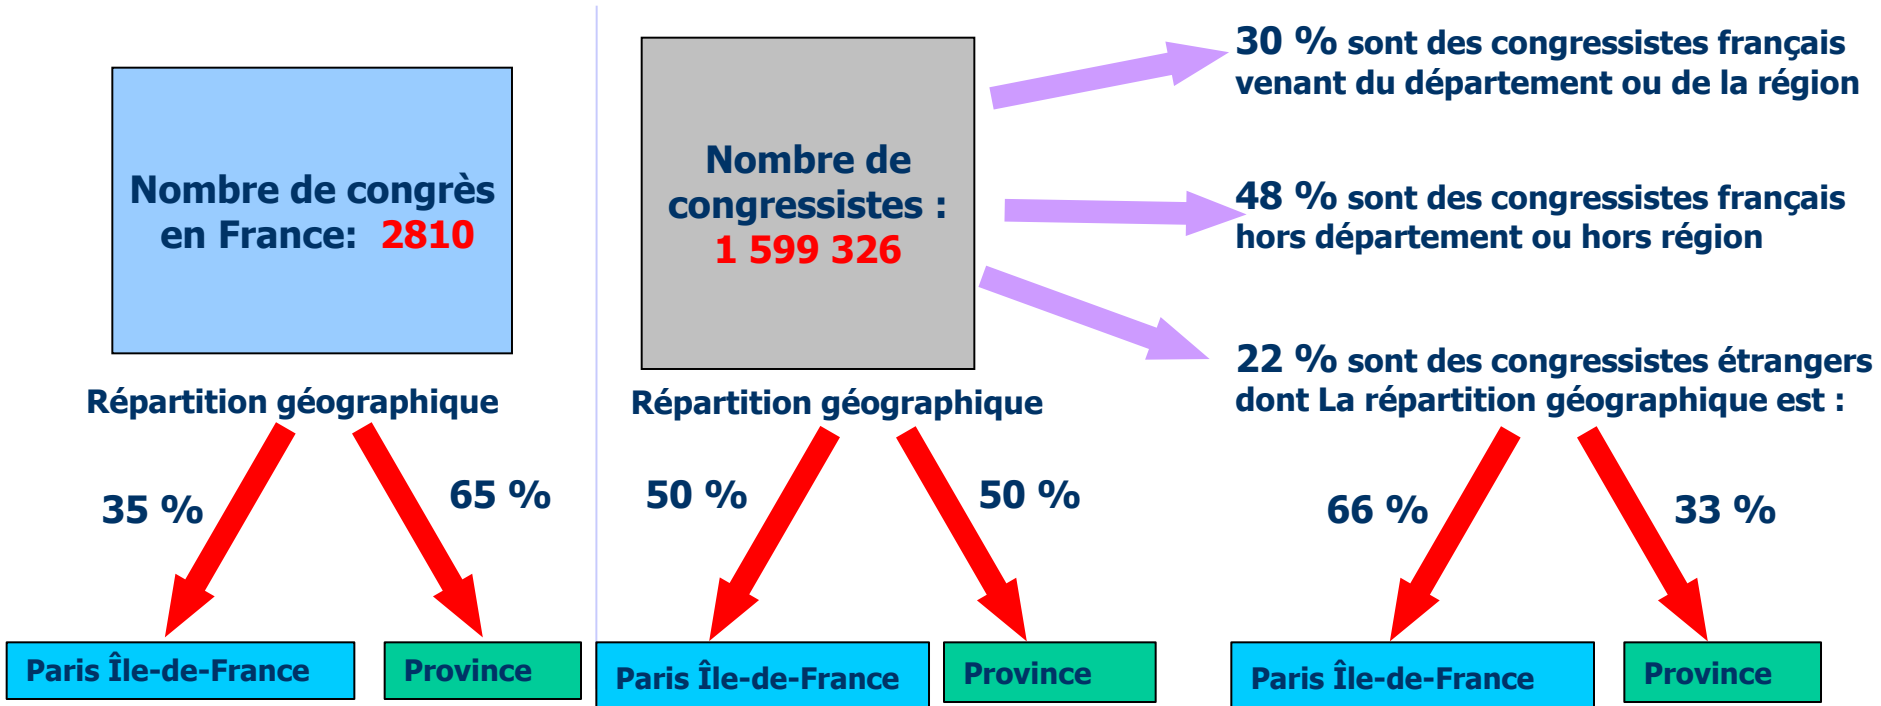 Nombre de congrès
en France: 2810
Répartition géographique
35 %
65 %
Paris Île-de-France
Province
Nombre de
congressistes :
1 599 326
Répartition géographique
50 %
50 %
Paris Île-de-France
Province
30 % sont des congressistes français
venant du département ou de la région
48 % sont des congressistes français
hors département ou hors région
22 % sont des congressistes étrangers
dont La répartition géographique est :
66 %
33 %
Paris Île-de-France
Province